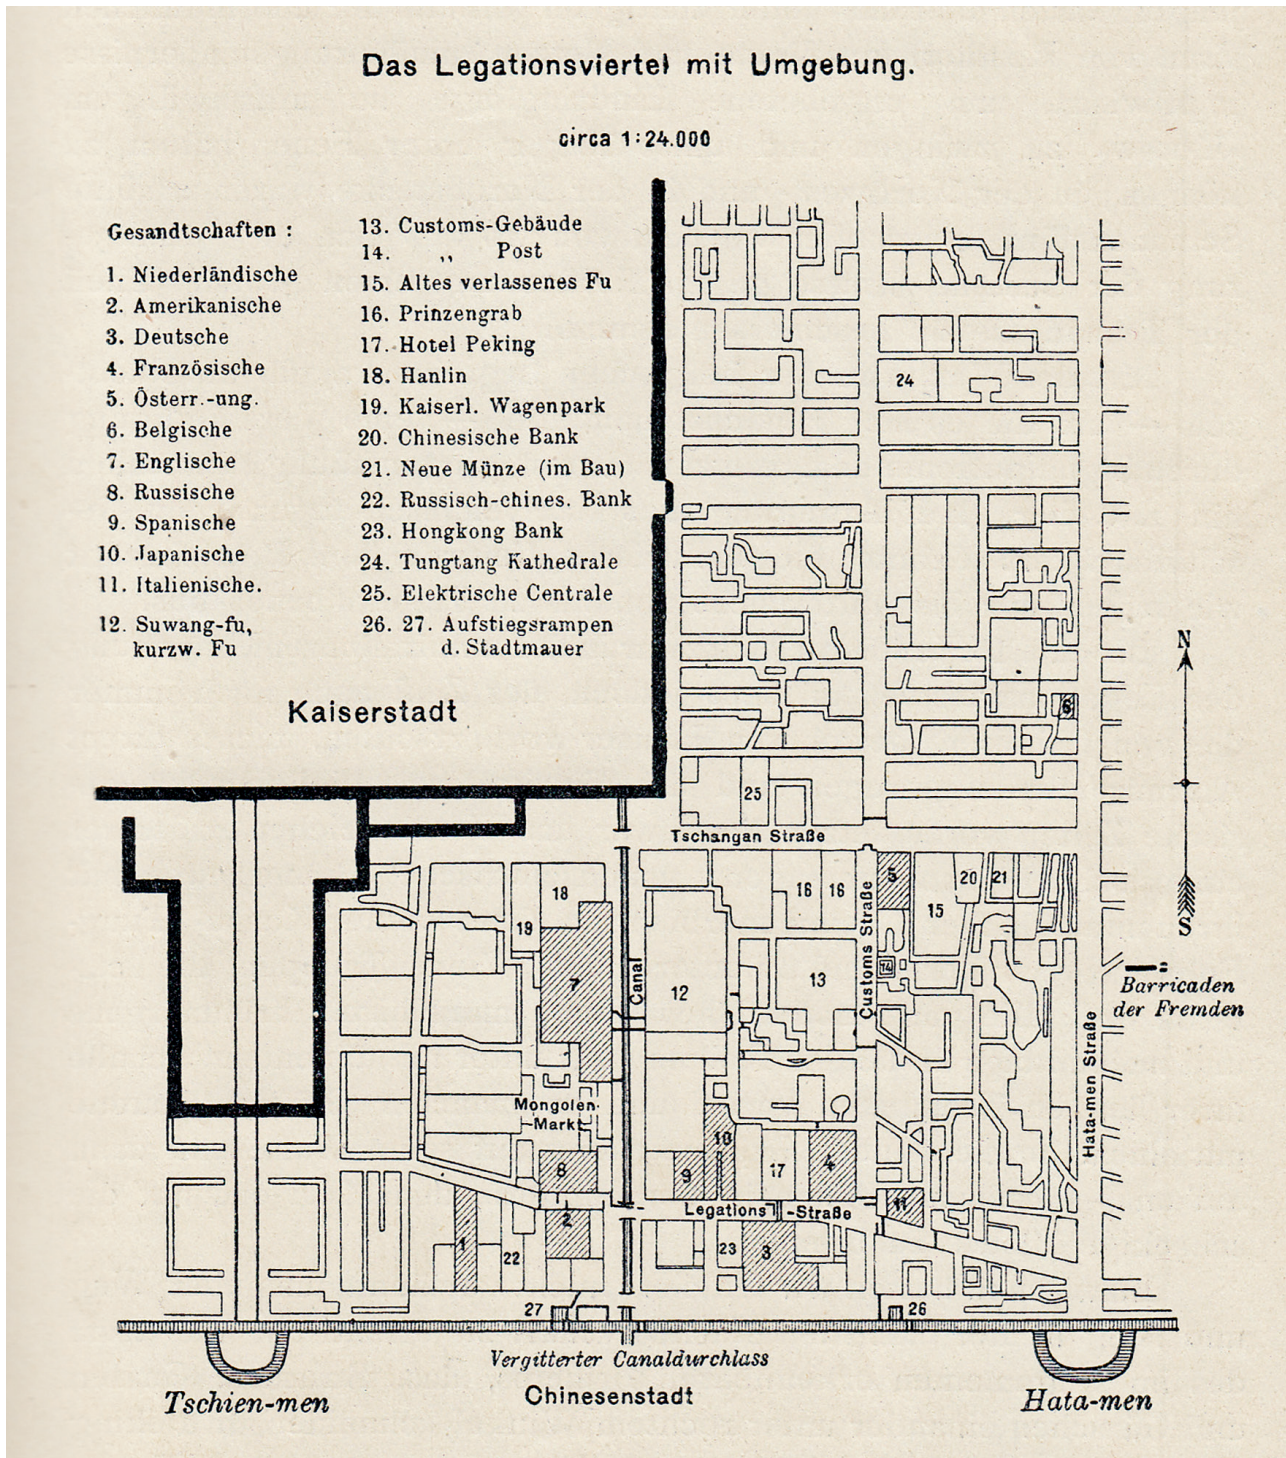 Das Legationsviertel mit Umgebung.
circa 1:24.000
Gesandtschaften :
1. Niederländische
2. Amerikanische
3. Deutsche
4. Französische
5. Österr.-ung.
6. Belgische
7. Englische
8. Russische
9. Spanische
10. Japanische
11. Italienische.
12. Suwang-fu,
kurzw. Fu
13. Customs-Gebäude
14. ,, Post
15. Altes verlassenes Fu
16. Prinzengrab
17. Hotel Peking
18. Hanlin
19. Kaiserl. Wagenpark
20. Chinesische Bank
21. Neue Münze (im Bau)
22. Russisch-chines. Bank
23. Hongkong Bank
24. Tungtang Kathedrale
25. Elektrische Centrale
26. 27. Aufstiegsrampen
d. Stadtmauer
24
N
Kaiserstadt
6
25
Tschangan Straße
18
16 16
5
20 21
19
15
S
7
Canal
12
13
Customs Straße
14
Barricaden
der Fremden
Hata-men Straße
Mongolen-
Markt
10
8
9
17
4
11
Legations -Straße
1
2
22
23
3
27
26
Vergitterter Canaldurchlass
Tschien-men
Chinesenstadt
Hata-men